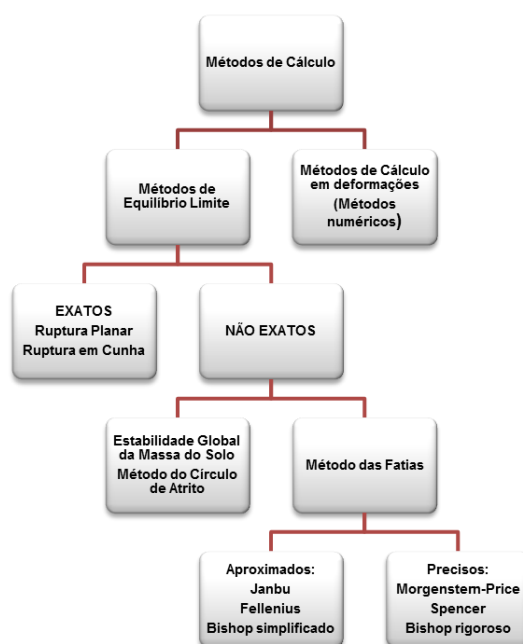 Métodos de Cálculo
Métodos de
Equilíbrio Limite
Métodos de Cálculo
em deformações
(Métodos
numéricos)
EXATOS
Ruptura Planar
Ruptura em Cunha
NÃO EXATOS
Estabilidade Global
da Massa do Solo
Método do Círculo
de Atrito
Método das Fatias
Aproximados:
Janbu
Fellenius
Bishop simplificado
Precisos:
Morgenstern-Price
Spencer
Bishop rigoroso